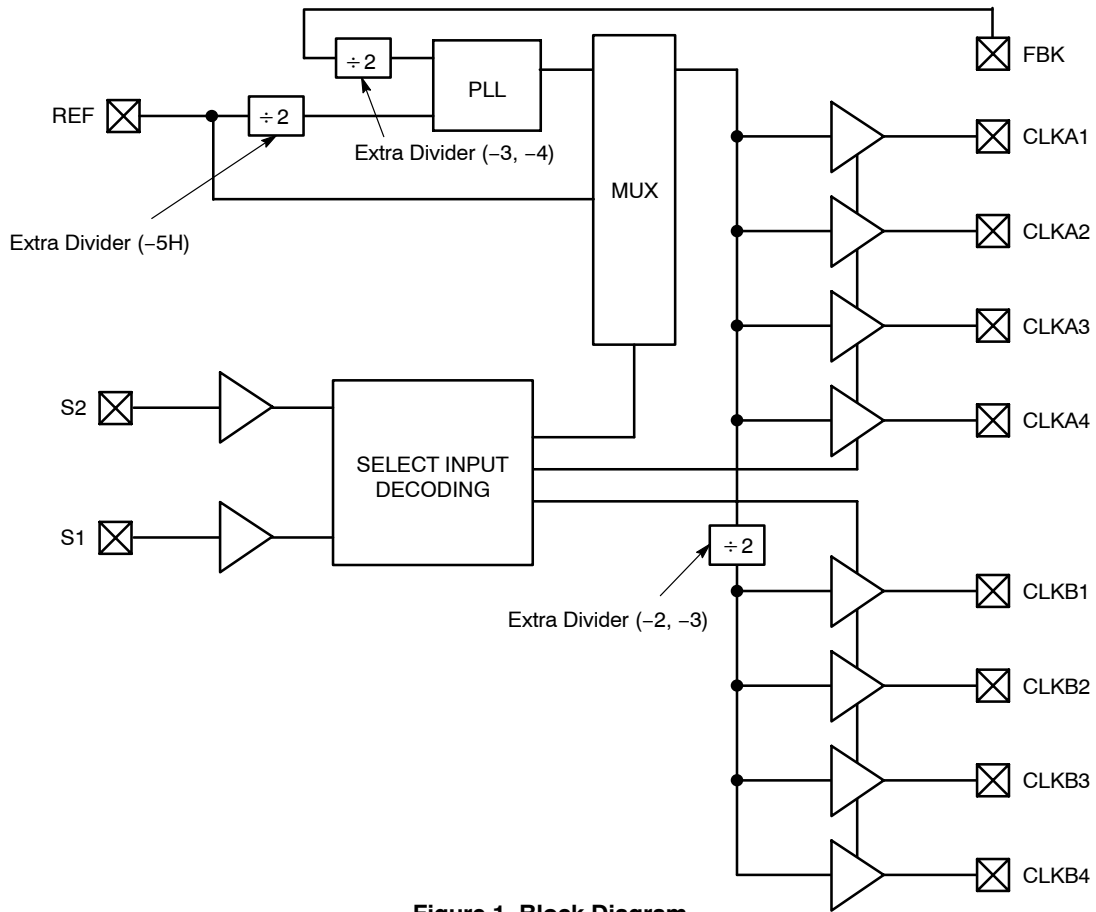 ÷2
PLL
FBK
REF
÷2
Extra Divider (−3, −4)
CLKA1
MUX
Extra Divider (−5H)
CLKA2
CLKA3
S2
CLKA4
SELECT INPUT
DECODING
S1
÷2
CLKB1
Extra Divider (−2, −3)
CLKB2
CLKB3
CLKB4
Figure 1. Block Diagram